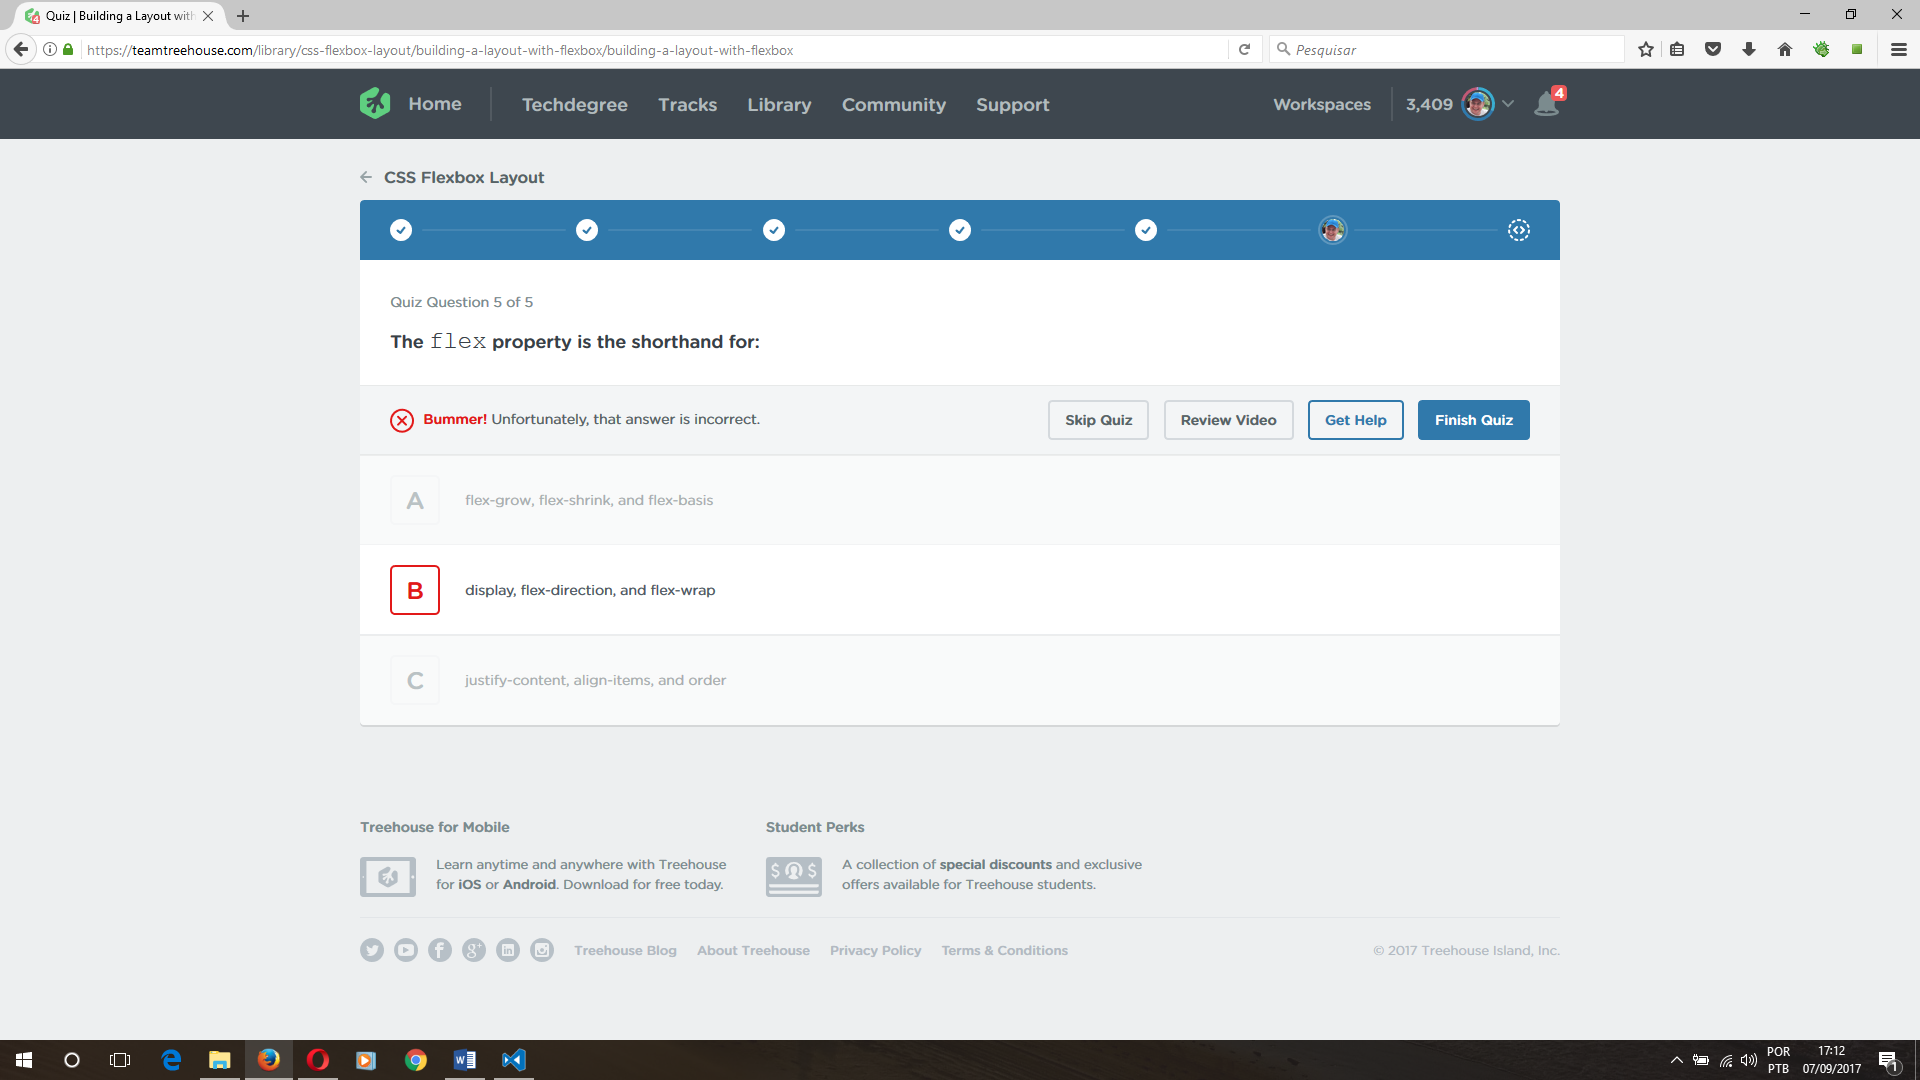 Quiz | Building a Layout with
https://teamtreehouse.com/library/css-flexbox-layout/building-a-layout-with-flexbox/building-a-layout-with-flexbox
Pesquisar
Home
Techdegree
Tracks
Library
Community
Support
Workspaces
3,409
4
CSS Flexbox Layout
Quiz Question 5 of 5
The flex property is the shorthand for:
Bummer! Unfortunately, that answer is incorrect.
Skip Quiz
Review Video
Get Help
Finish Quiz
A
flex-grow, flex-shrink, and flex-basis
B
display, flex-direction, and flex-wrap
C
justify-content, align-items, and order
Treehouse for Mobile
Learn anytime and anywhere with Treehouse
for iOS or Android. Download for free today.
Student Perks
A collection of special discounts and exclusive
offers available for Treehouse students.
Treehouse Blog
About Treehouse
Privacy Policy
Terms & Conditions
© 2017 Treehouse Island, Inc.
POR
PTB
17:12
07/09/2017
1